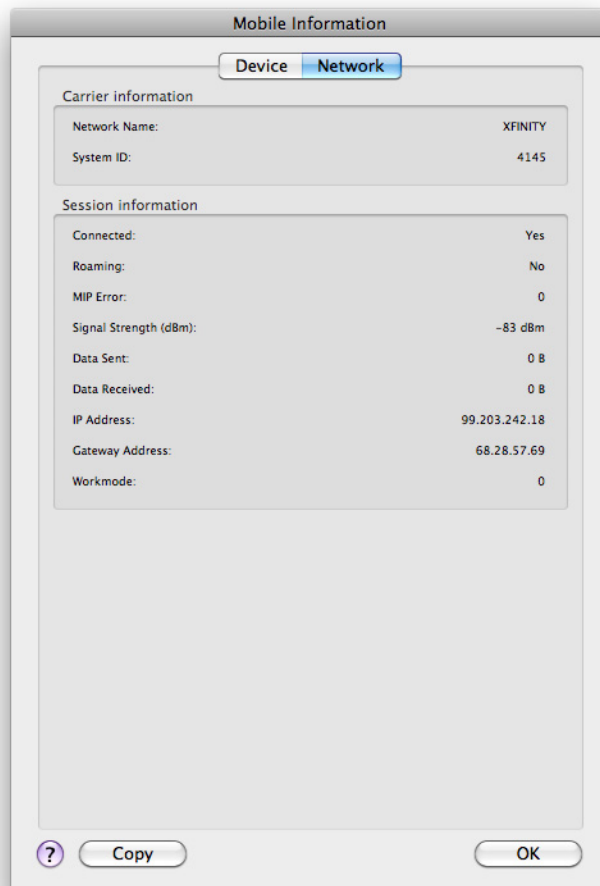 Mobile Information
Device Network
Carrier information
Network Name: XFINITY
System ID: 4145
Session information
Connected: Yes
Roaming: No
MIP Error: 0
Signal Strength (dBm): -83 dBm
Data Sent: 0 B
Data Received: 0 B
IP Address: 99.203.242.18
Gateway Address: 68.28.57.69
Workmode: 0
? Copy OK